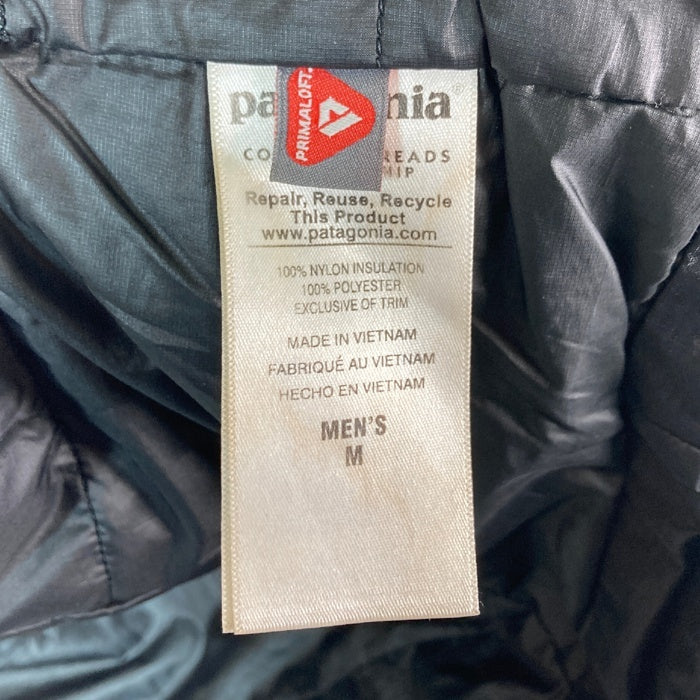 PRIMALOFT®
Repair, Reuse, Recycle
This Product
www.patagonia.com
100% NYLON INSULATION
100% POLYESTER
EXCLUSIVE OF TRIM
MADE IN VIETNAM
FABRIQUÉ AU VIETNAM
HECHO EN VIETNAM
MEN'S
M